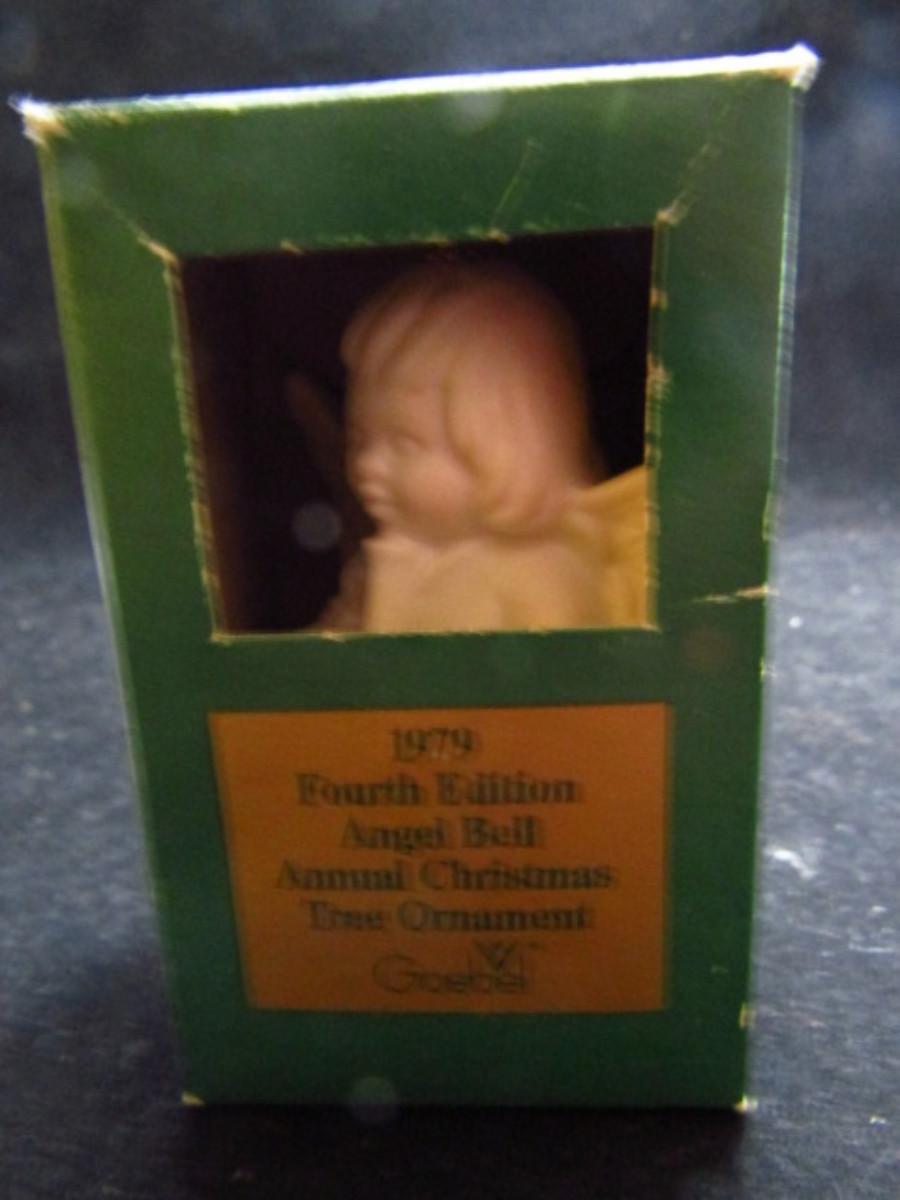 1979
Fourth Edition
Angel Bell
Annual Christmas
Tree Ornament
Goebel